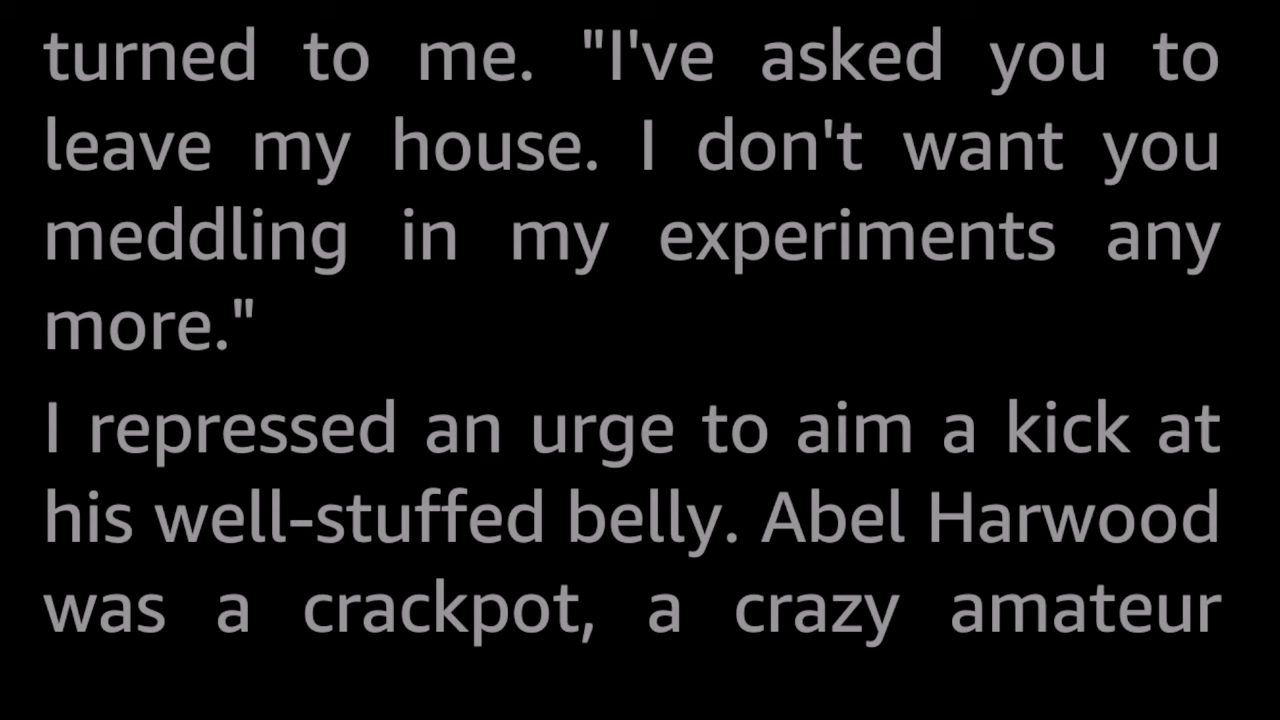 turned to me. "I've asked you to
leave my house. I don't want you
meddling in my experiments any
more."
I repressed an urge to aim a kick at
his well-stuffed belly. Abel Harwood
was a crackpot, a crazy amateur